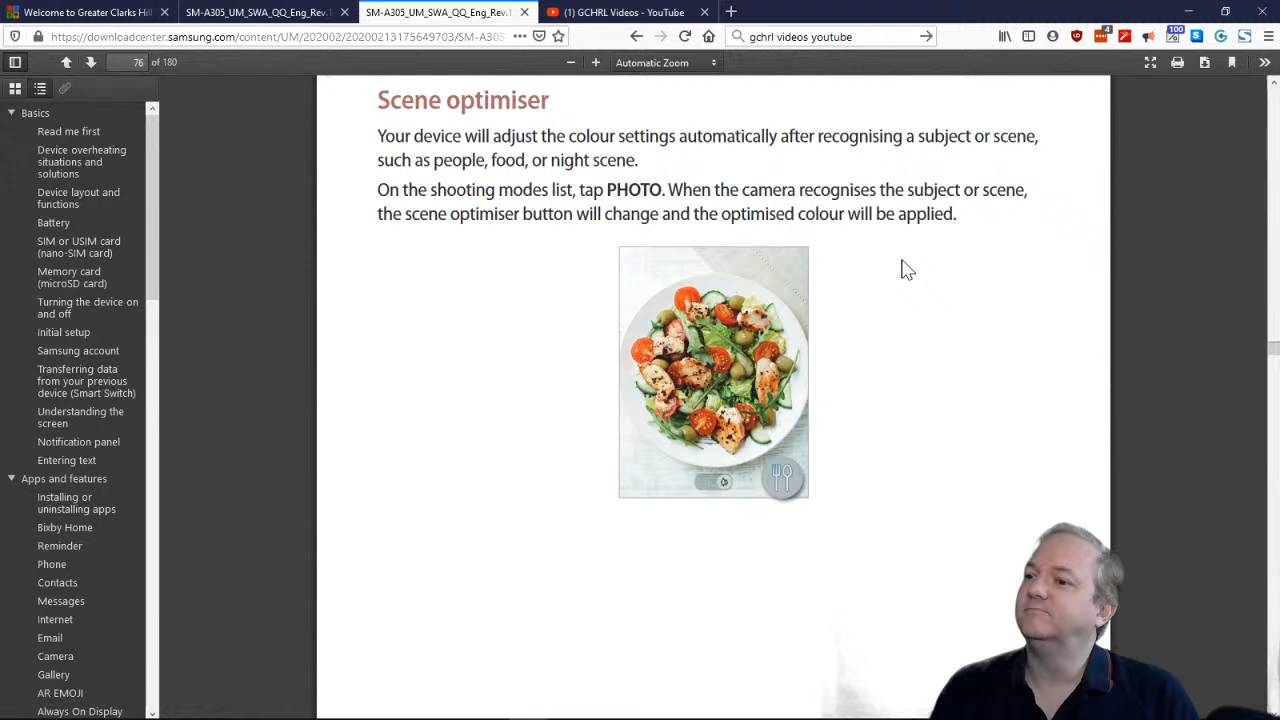 Welcome to Greater Clarks Hill
SM-A305_UM_SWA_QQ_Eng_Rev.1
SM-A305_UM_SWA_QQ_Eng_Rev.1
(1) GCHRL Videos - YouTube
https://downloadcenter.samsung.com/content/UM/202002/20200213175649703/SM-A305
gchrl videos youtube
100
4
76 of 180
Automatic Zoom
Basics
Read me first
Device overheating
situations and
solutions
Device layout and
functions
Battery
SIM or USIM card
(nano-SIM card)
Memory card
(microSD card)
Turning the device on
and off
Initial setup
Samsung account
Transferring data
from your previous
device (Smart Switch)
Understanding the
screen
Notification panel
Entering text
Apps and features
Installing or
uninstalling apps
Bixby Home
Reminder
Phone
Contacts
Messages
Internet
Email
Camera
Gallery
AR EMOJI
Always On Display
Scene optimiser
Your device will adjust the colour settings automatically after recognising a subject or scene,
such as people, food, or night scene.
On the shooting modes list, tap PHOTO. When the camera recognises the subject or scene,
the scene optimiser button will change and the optimised colour will be applied.